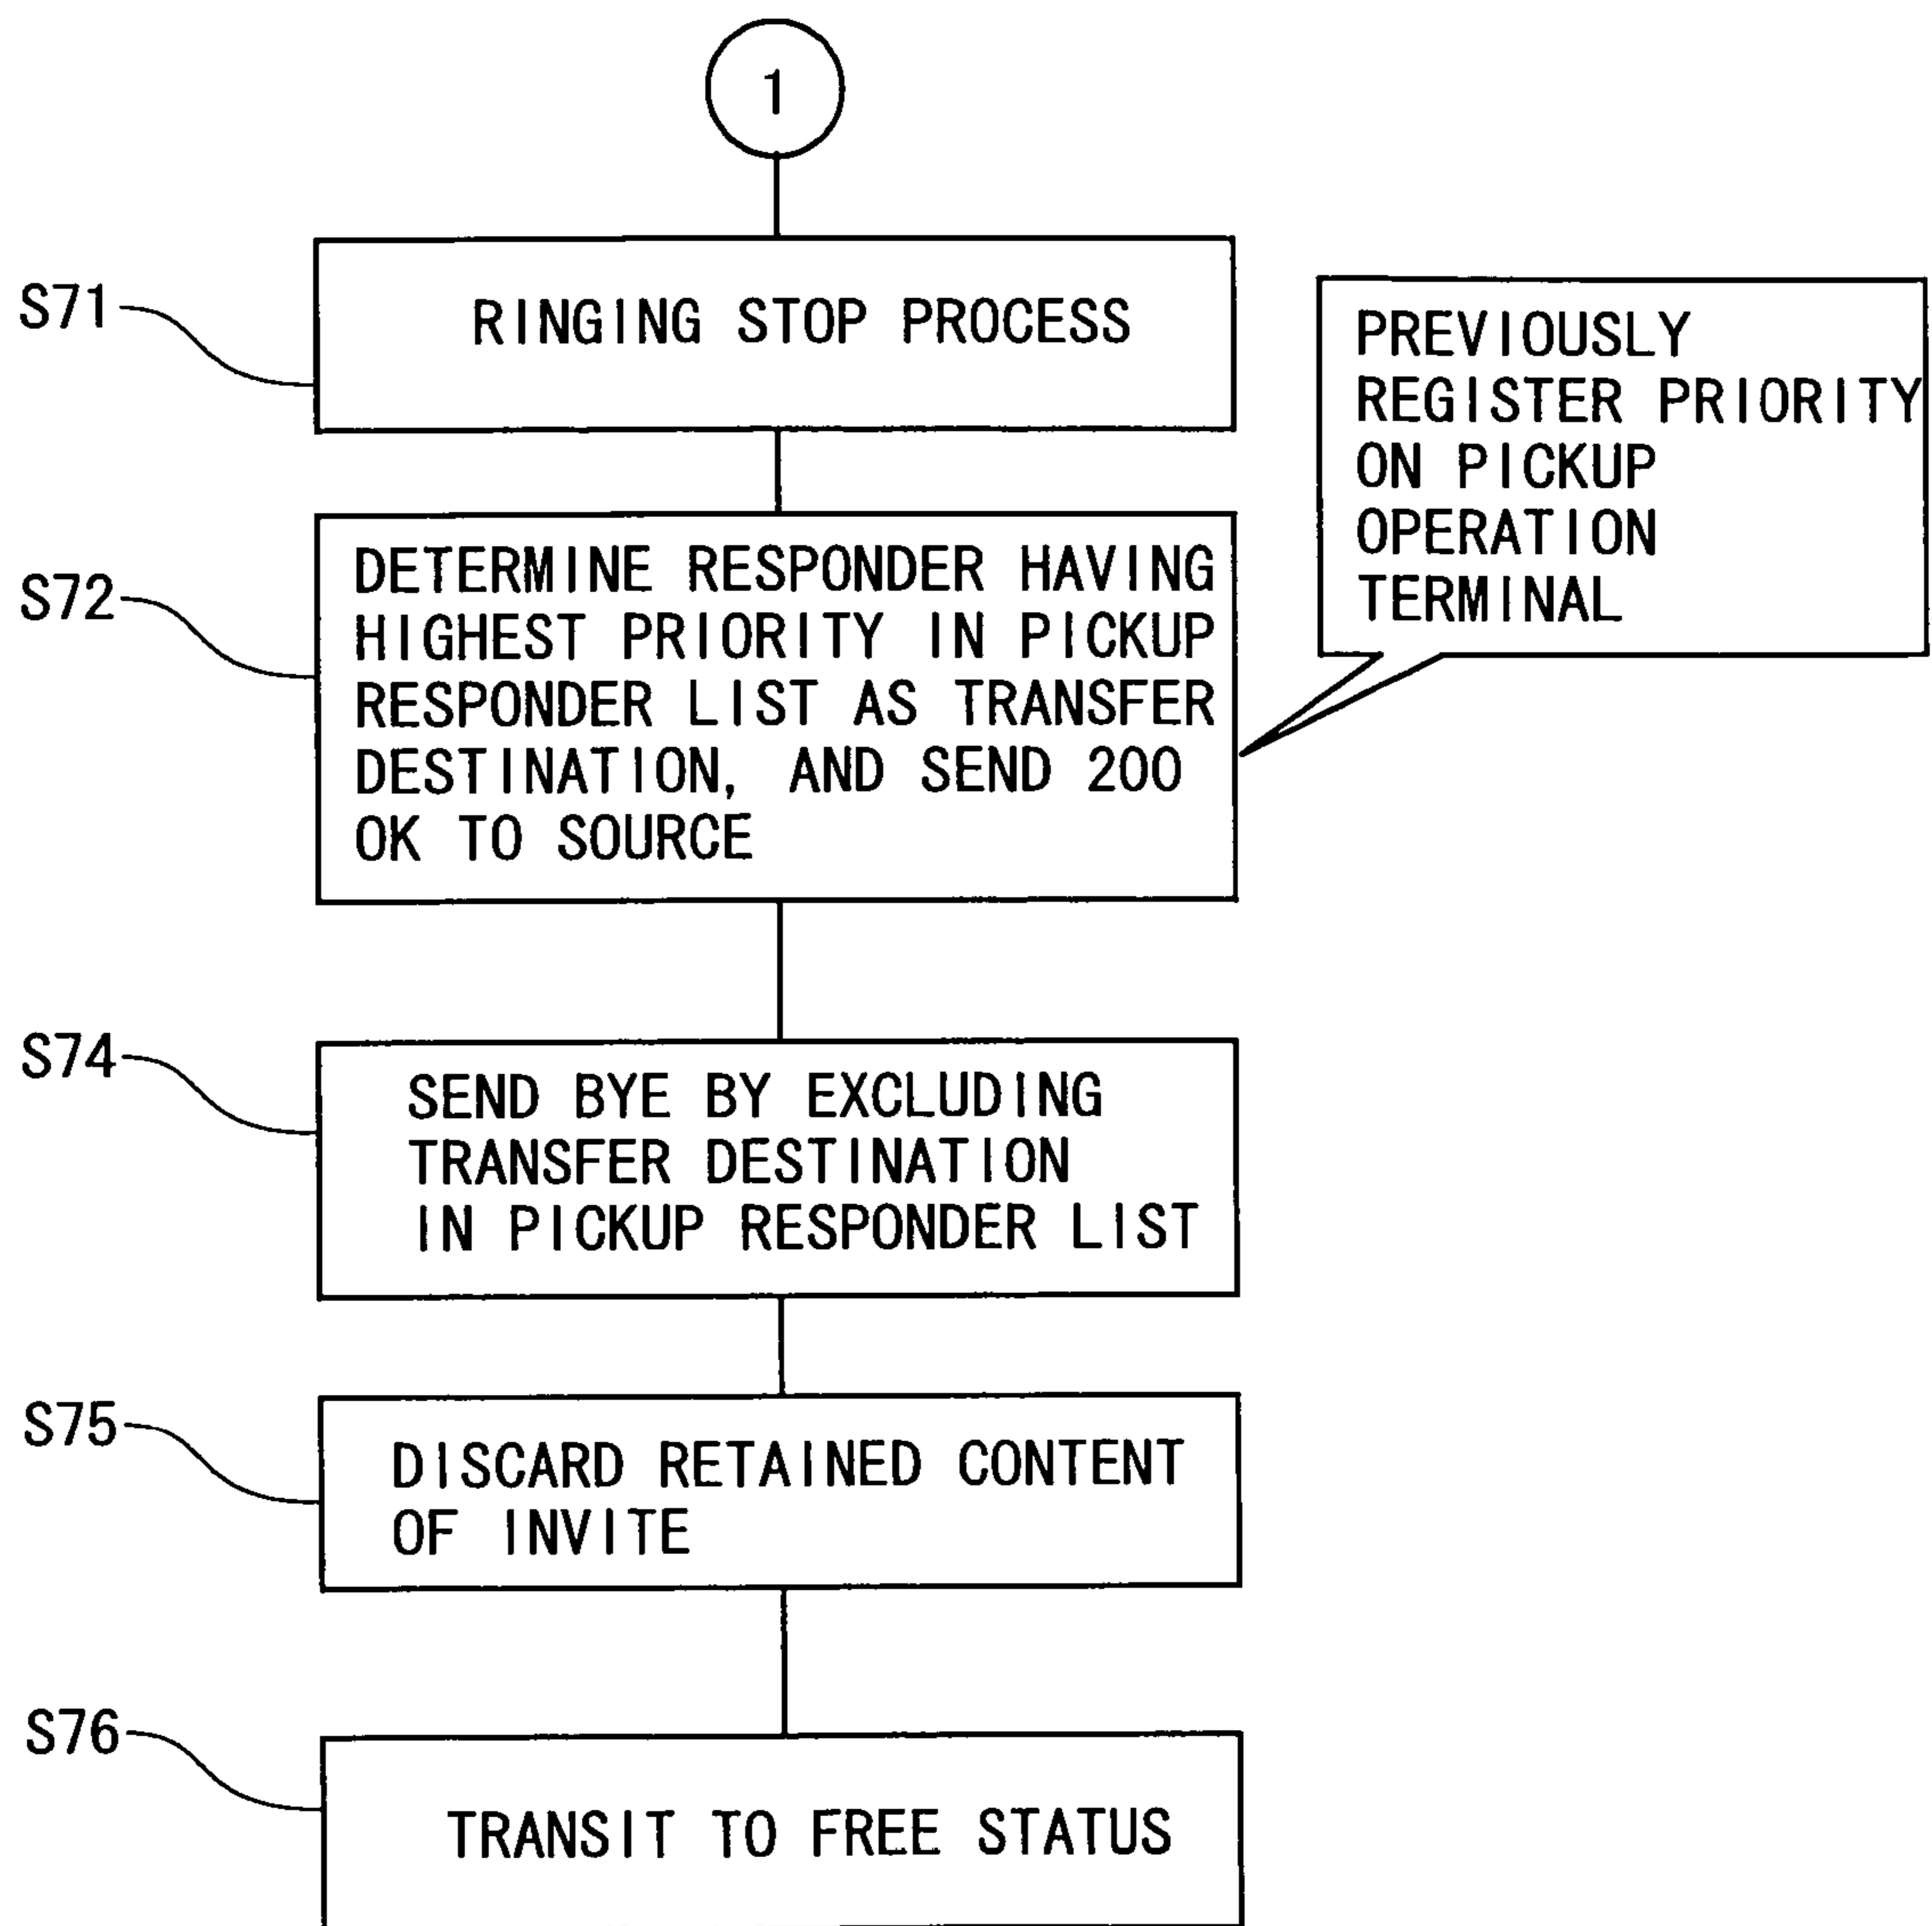 1
S71
RINGING STOP PROCESS
PREVIOUSLY
REGISTER PRIORITY
ON PICKUP
OPERATION
TERMINAL
S72
DETERMINE RESPONDER HAVING
HIGHEST PRIORITY IN PICKUP
RESPONDER LIST AS TRANSFER
DESTINATION, AND SEND 200
OK TO SOURCE
S74
SEND BYE BY EXCLUDING
TRANSFER DESTINATION
IN PICKUP RESPONDER LIST
S75
DISCARD RETAINED CONTENT
OF INVITE
S76
TRANSIT TO FREE STATUS